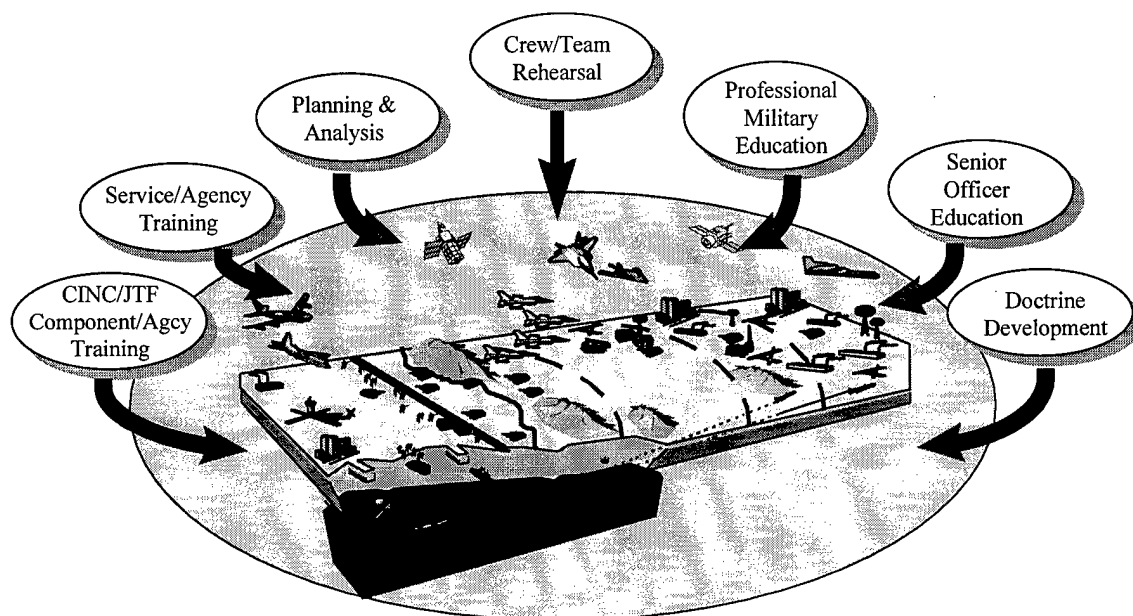 Crew/Team
Rehearsal
Planning &
Analysis
Professional
Military
Education
Service/Agency
Training
Senior
Officer
Education
CINC/JTF
Component/Agcy
Training
Doctrine
Development